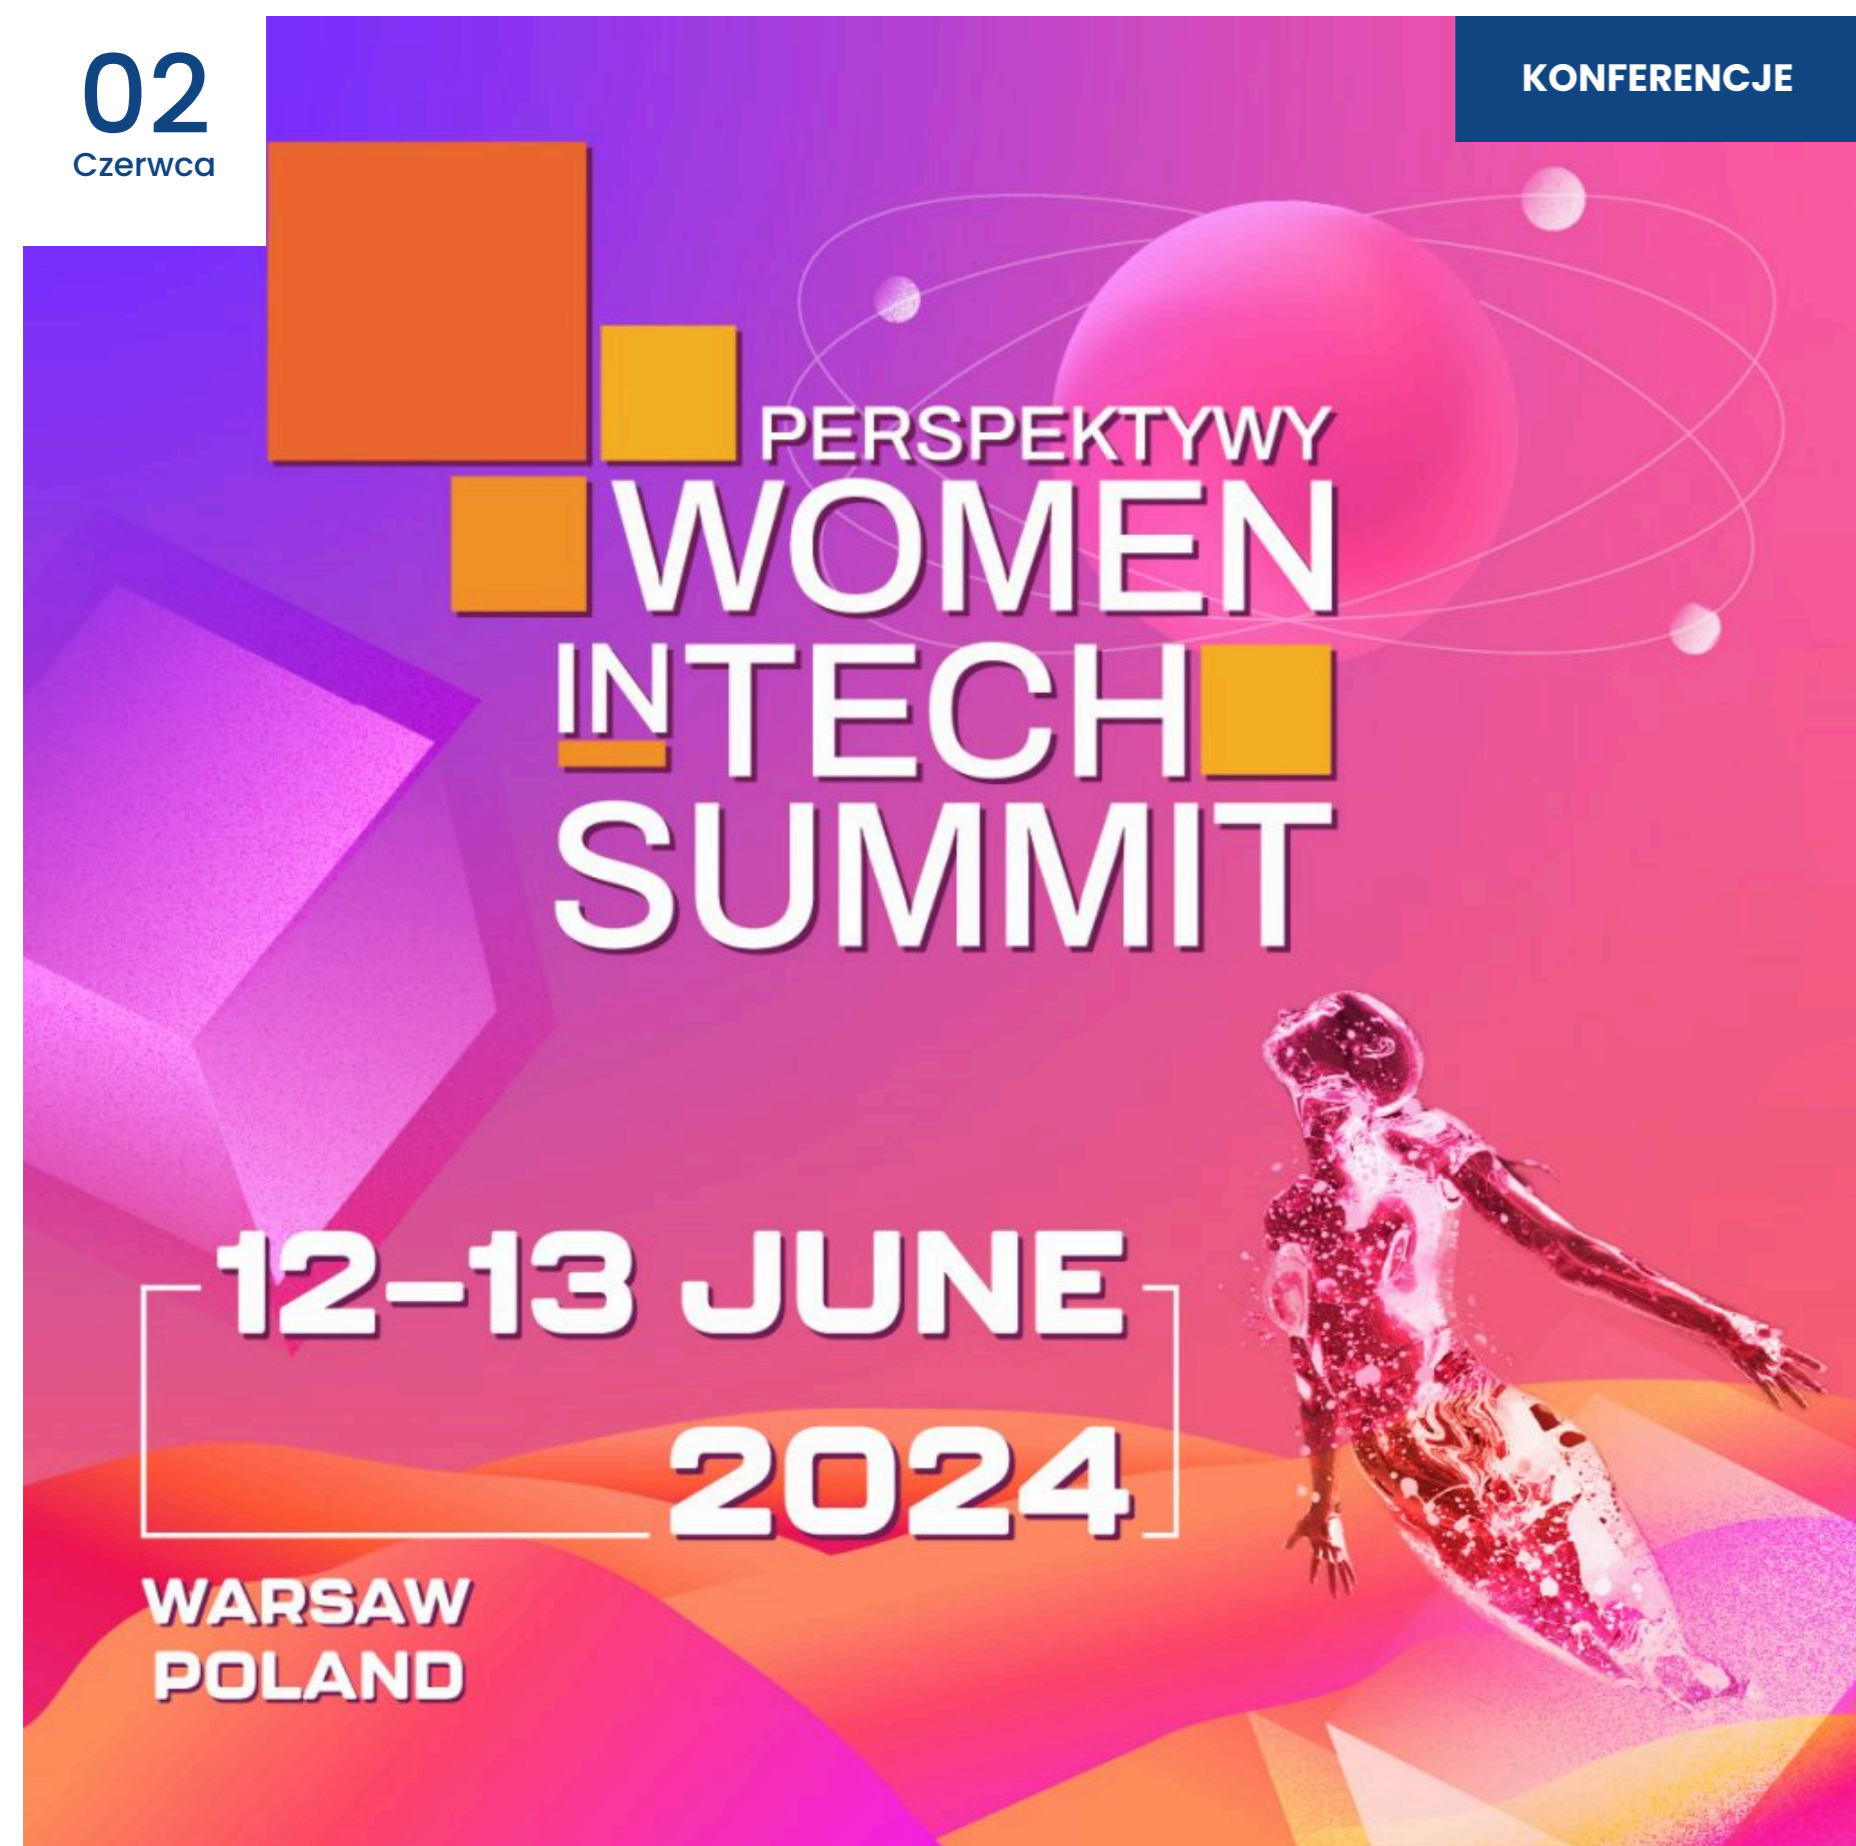 02
Czerwca
KONFERENCJE
PERSPEKTYWY
WOMEN
IN TECH
SUMMIT
12–13 JUNE
2024
WARSAW
POLAND